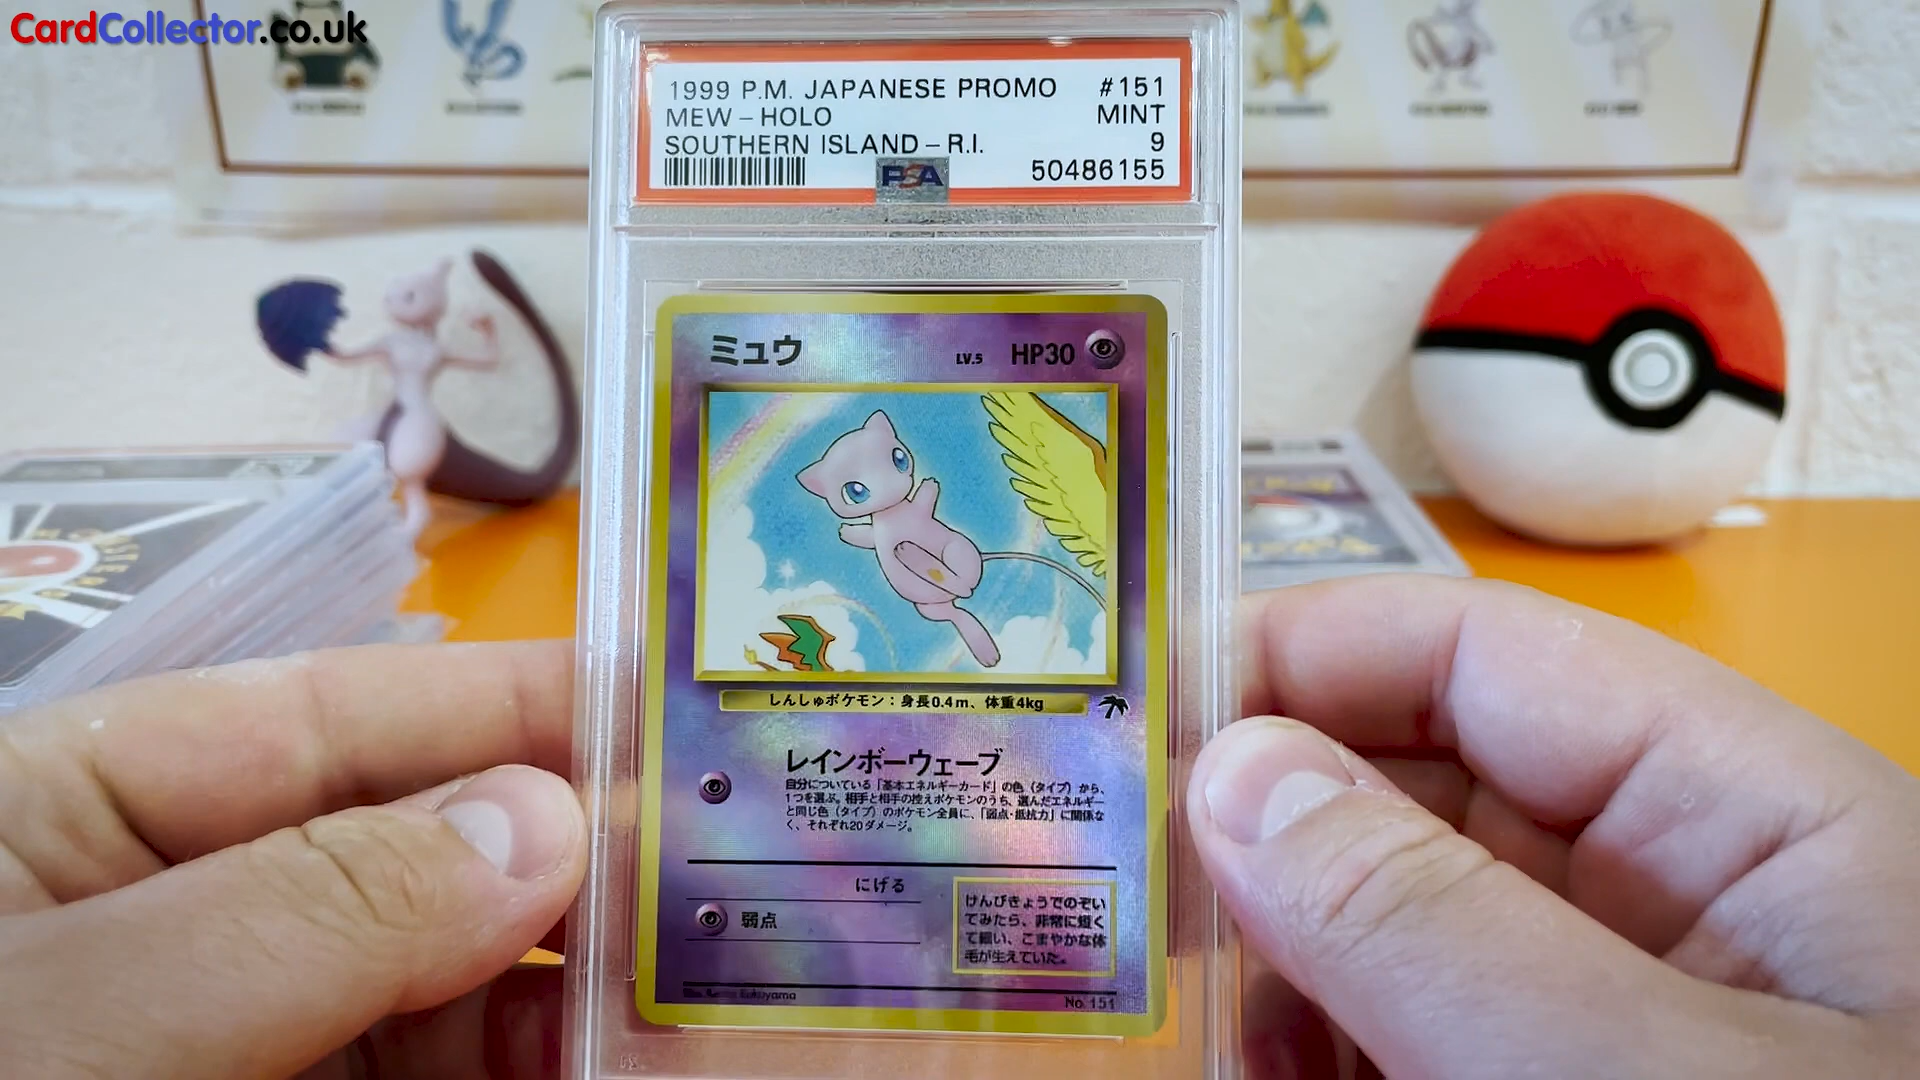 CardCollector.co.uk
1999 P.M. JAPANESE PROMO #151
MEW – HOLO MINT
SOUTHERN ISLAND – R.I. 9
PSA 50486155
ミュウ LV.5 HP30
しんしゅポケモン：身長0.4m、体重4kg
レインボーウェーブ
自分についている「基本エネルギーカード」の色（タイプ）から、
1つを選ぶ。相手と相手の控えポケモンのうち、選んだエネルギー
と同じ色（タイプ）のポケモン全員に、「弱点・抵抗力」に関係な
く、それぞれ20ダメージ。
にげる
弱点
けんびきょうでのぞい
てみたら、非常に短く
て細い、こまやかな体
毛が生えていた。
No.151